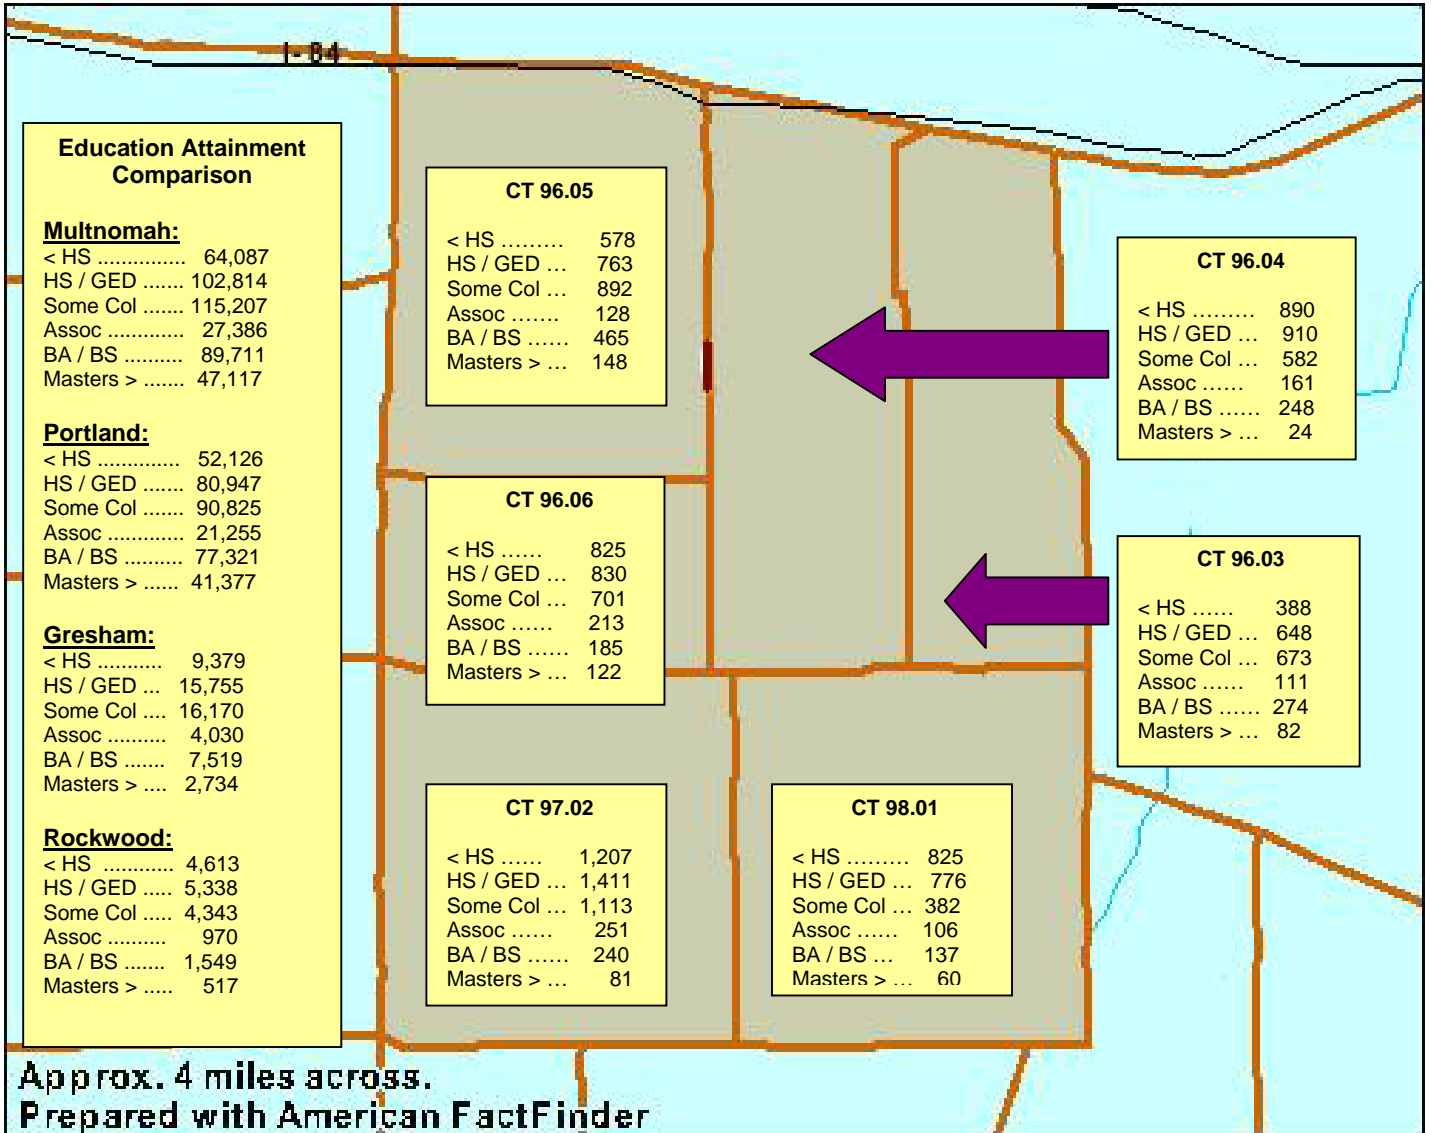 I-84
Education Attainment
Comparison
Multnomah:
< HS ............... 64,087
HS / GED ....... 102,814
Some Col ....... 115,207
Assoc ............. 27,386
BA / BS .......... 89,711
Masters > ....... 47,117
Portland:
< HS .............. 52,126
HS / GED ....... 80,947
Some Col ....... 90,825
Assoc ............. 21,255
BA / BS .......... 77,321
Masters > ...... 41,377
Gresham:
< HS ........... 9,379
HS / GED ... 15,755
Some Col .... 16,170
Assoc .......... 4,030
BA / BS ....... 7,519
Masters > .... 2,734
Rockwood:
< HS ............ 4,613
HS / GED ..... 5,338
Some Col ..... 4,343
Assoc .......... 970
BA / BS ....... 1,549
Masters > ..... 517
CT 96.05
< HS ......... 578
HS / GED ... 763
Some Col ... 892
Assoc ....... 128
BA / BS ...... 465
Masters > ... 148
CT 96.04
< HS ......... 890
HS / GED ... 910
Some Col ... 582
Assoc ...... 161
BA / BS ...... 248
Masters > ... 24
CT 96.06
< HS ...... 825
HS / GED ... 830
Some Col ... 701
Assoc ...... 213
BA / BS ...... 185
Masters > ... 122
CT 96.03
< HS ...... 388
HS / GED ... 648
Some Col ... 673
Assoc ...... 111
BA / BS ...... 274
Masters > ... 82
CT 97.02
< HS ...... 1,207
HS / GED ... 1,411
Some Col ... 1,113
Assoc ...... 251
BA / BS ...... 240
Masters > ... 81
CT 98.01
< HS ......... 825
HS / GED ... 776
Some Col ... 382
Assoc ...... 106
BA / BS ... 137
Masters > ... 60
Approx. 4 miles across.
Prepared with American FactFinder